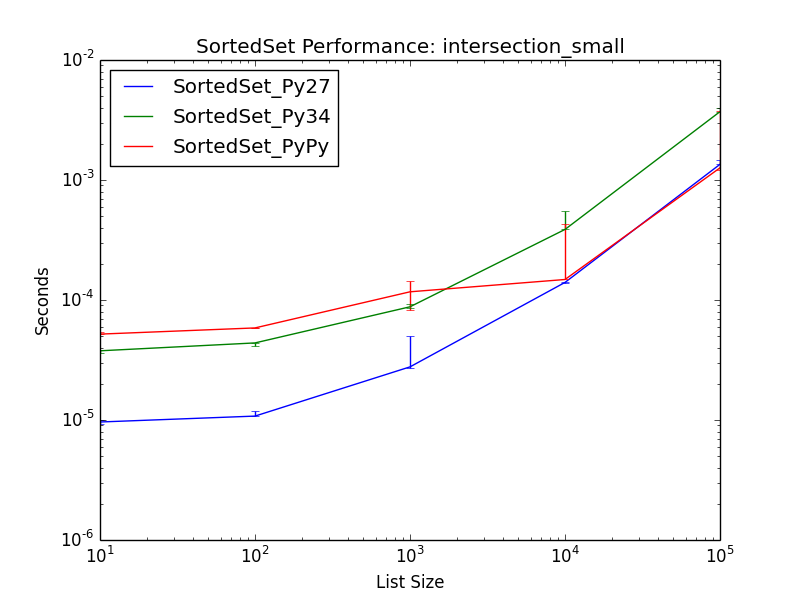 SortedSet Performance: intersection_small
10^-2
SortedSet_Py27
SortedSet_Py34
SortedSet_PyPy
10^-3
Seconds
10^-4
10^-5
10^-6
10^1 10^2 10^3 10^4 10^5
List Size